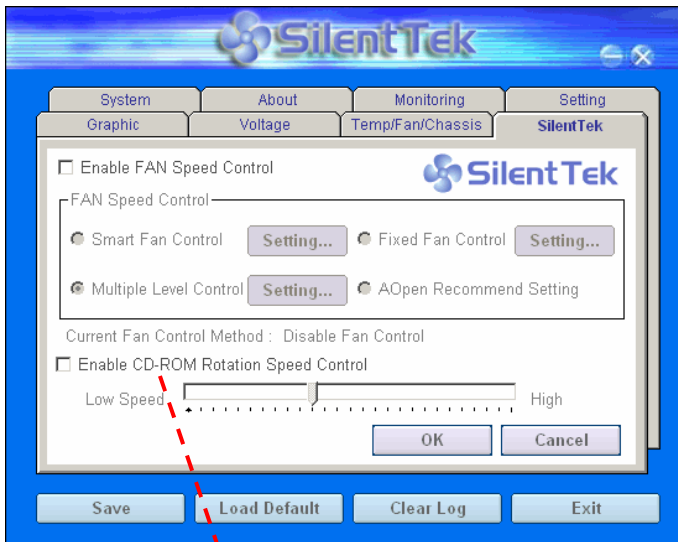 SilentTek
System About Monitoring Setting
Graphic Voltage Temp/Fan/Chassis SilentTek
Enable FAN Speed Control
SilentTek
FAN Speed Control
Smart Fan Control Setting... Fixed Fan Control Setting...
Multiple Level Control Setting... AOpen Recommend Setting
Current Fan Control Method : Disable Fan Control
Enable CD-ROM Rotation Speed Control
Low Speed High
OK Cancel
Save Load Default Clear Log Exit